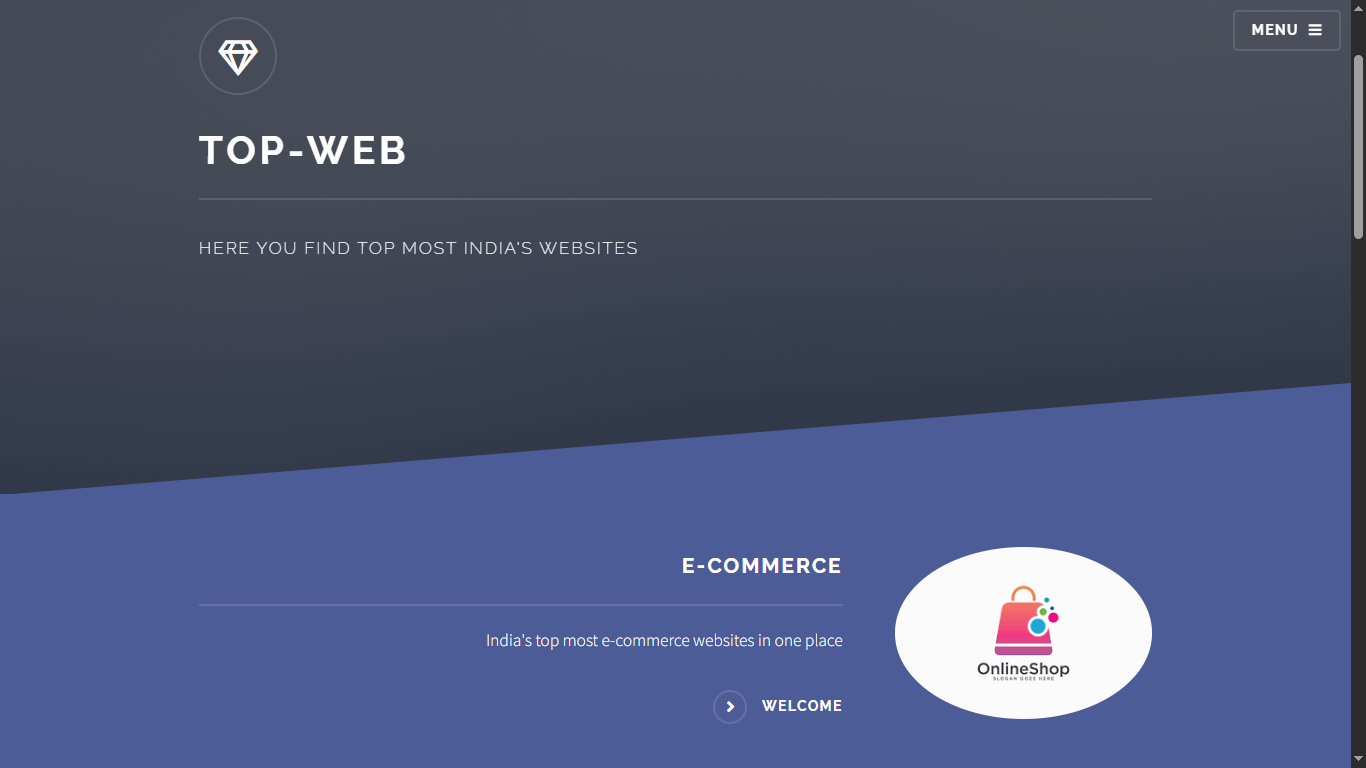 MENU
TOP-WEB
HERE YOU FIND TOP MOST INDIA'S WEBSITES
E-COMMERCE
India's top most e-commerce websites in one place
WELCOME
OnlineShop
SLOGAN GOES HERE